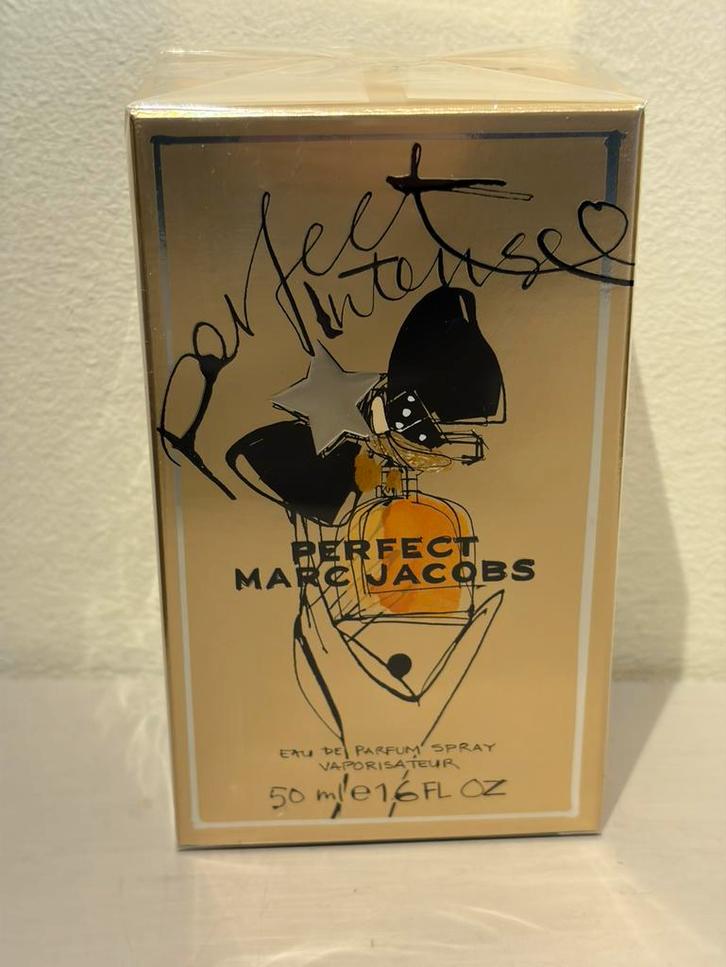 perfect
intense
PERFECT
MARC JACOBS
EAU DE PARFUM SPRAY
VAPORISATEUR
50 ml e 1.6 FL OZ